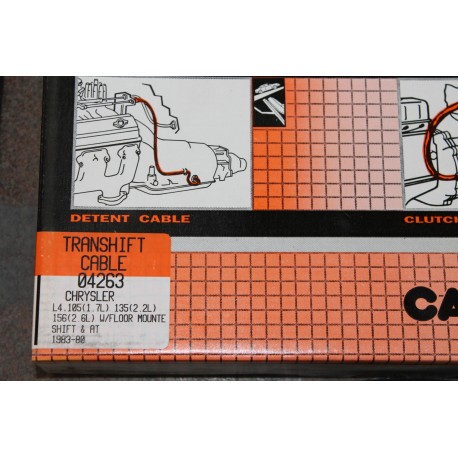 DETENT CABLE
CLUTCH
TRANSHIFT
CABLE
04263
CHRYSLER
L4.105(1.7L) 135(2.2L)
156(2.6L) W/FLOOR MOUNTE
SHIFT & AT
1983-80
CA